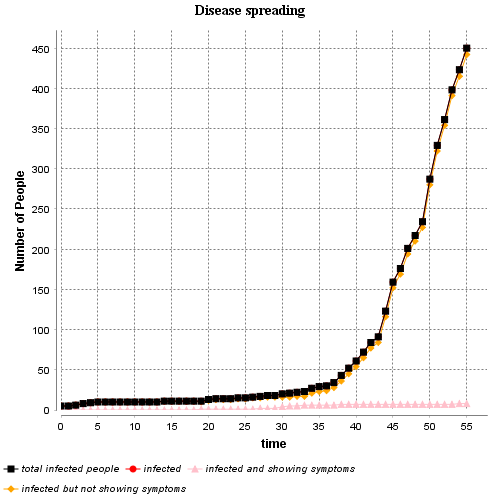 Disease spreading
Number of People
450
400
350
300
250
200
150
100
50
0
0 5 10 15 20 25 30 35 40 45 50 55
time
total infected people infected infected and showing symptoms
infected but not showing symptoms